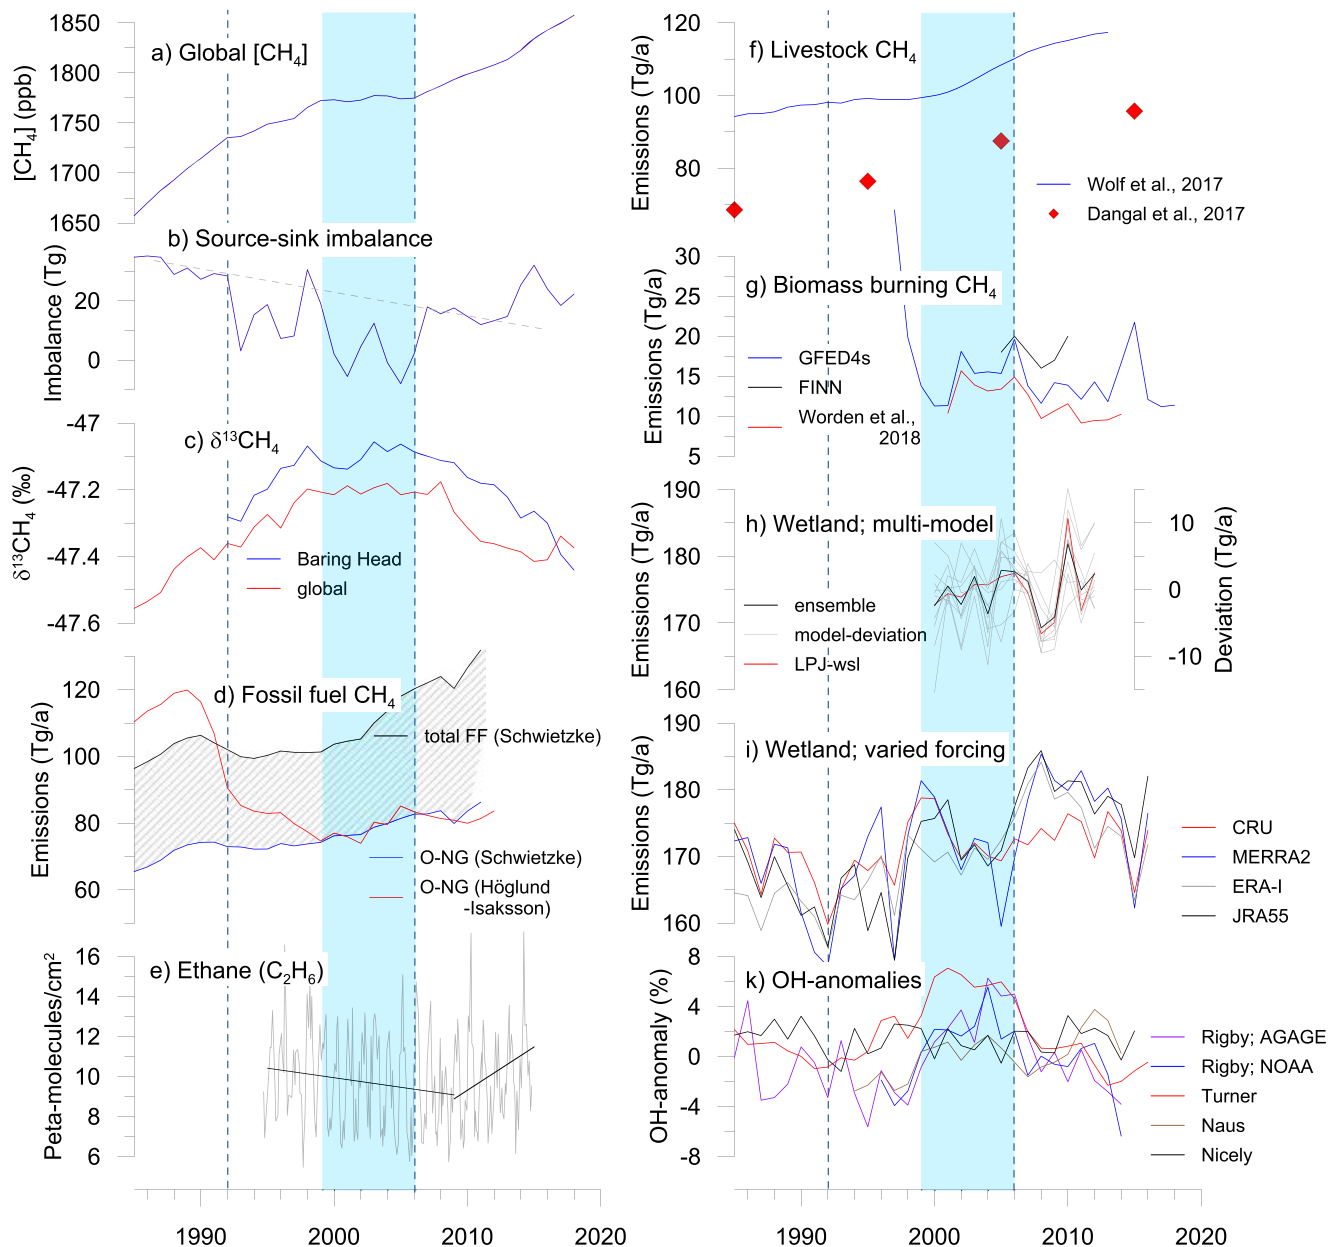 a) Global [CH4]
[CH4] (ppb)
1850
1800
1750
1700
1650
b) Source-sink imbalance
Imbalance (Tg)
20
0
c) δ13CH4
δ13CH4 (‰)
-47
-47.2
-47.4
-47.6
Baring Head
global
d) Fossil fuel CH4
Emissions (Tg/a)
120
100
80
60
total FF (Schwietzke)
O-NG (Schwietzke)
O-NG (Höglund
-Isaksson)
e) Ethane (C2H6)
Peta-molecules/cm2
16
14
12
10
8
6
1990
2000
2010
2020
f) Livestock CH4
Emissions (Tg/a)
120
100
80
Wolf et al., 2017
Dangal et al., 2017
g) Biomass burning CH4
Emissions (Tg/a)
30
25
20
15
10
5
GFED4s
FINN
Worden et al.,
2018
h) Wetland; multi-model
Emissions (Tg/a)
190
180
170
160
ensemble
model-deviation
LPJ-wsl
10
0
-10
Deviation (Tg/a)
i) Wetland; varied forcing
Emissions (Tg/a)
190
180
170
160
CRU
MERRA2
ERA-I
JRA55
k) OH-anomalies
OH-anomaly (%)
8
4
0
-4
-8
Rigby; AGAGE
Rigby; NOAA
Turner
Naus
Nicely
1990
2000
2010
2020